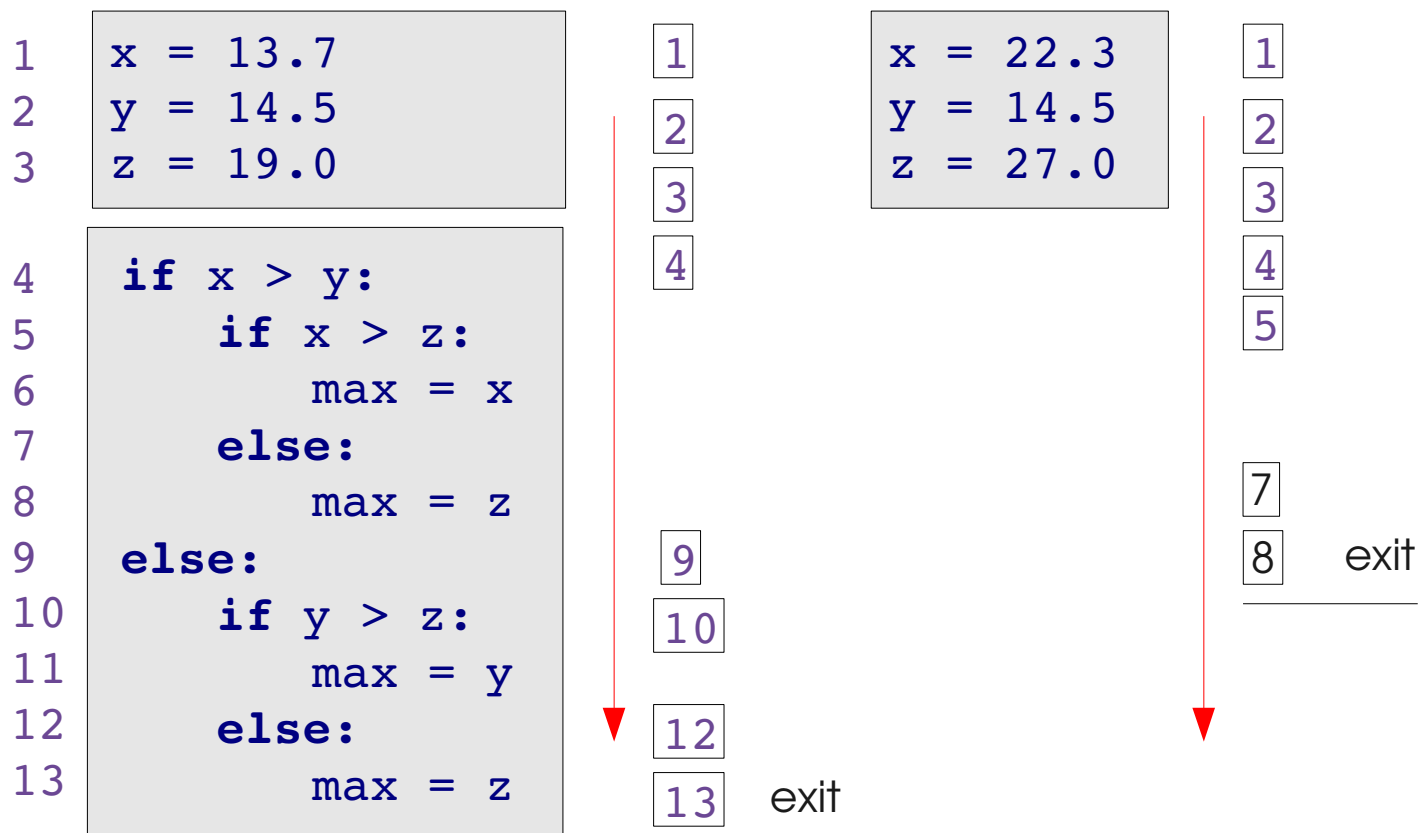 1 x = 13.7
2 y = 14.5
3 z = 19.0
4 if x > y:
5 if x > z:
6 max = x
7 else:
8 max = z
9 else:
10 if y > z:
11 max = y
12 else:
13 max = z
1
2
3
4
9
10
12
13 exit
x = 22.3
y = 14.5
z = 27.0
1
2
3
4
5
7
8 exit